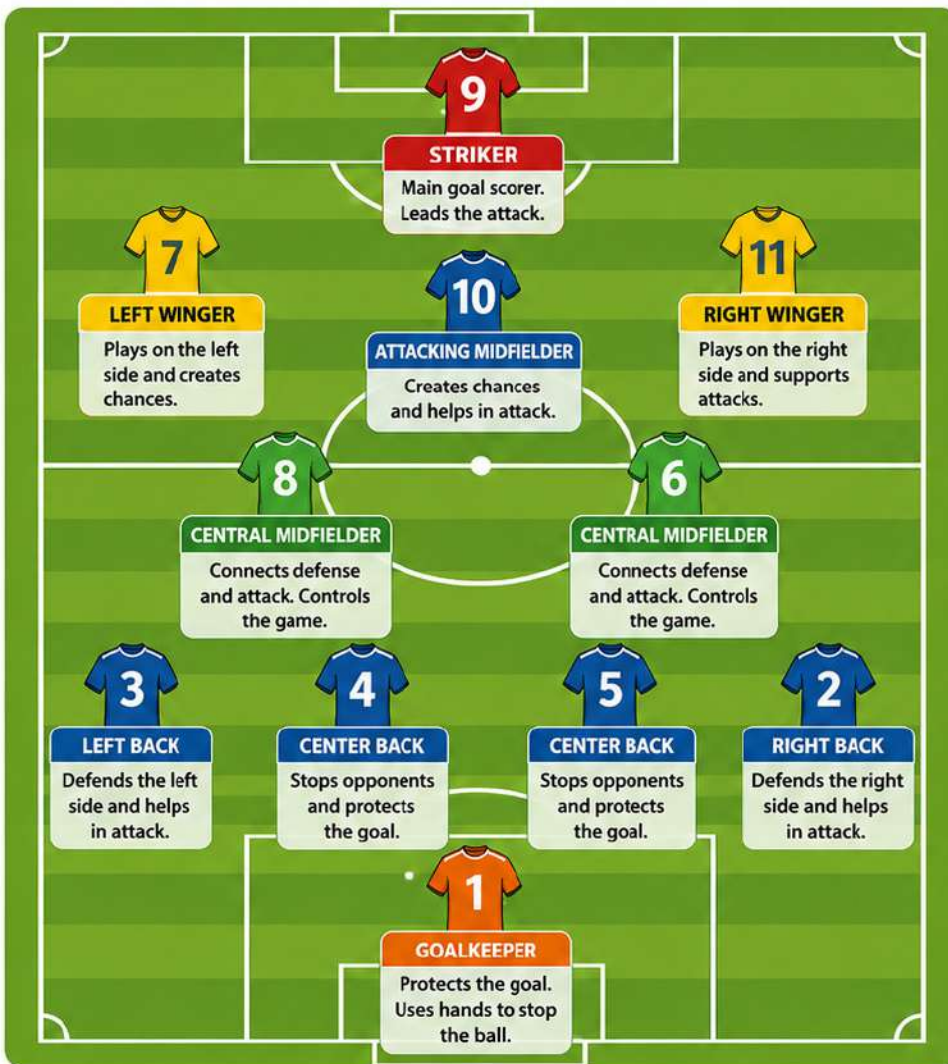 9
STRIKER
Main goal scorer.
Leads the attack.
7
LEFT WINGER
Plays on the left
side and creates
chances.
10
ATTACKING MIDFIELDER
Creates chances
and helps in attack.
11
RIGHT WINGER
Plays on the right
side and supports
attacks.
8
CENTRAL MIDFIELDER
Connects defense
and attack. Controls
the game.
6
CENTRAL MIDFIELDER
Connects defense
and attack. Controls
the game.
3
LEFT BACK
Defends the left
side and helps
in attack.
4
CENTER BACK
Stops opponents
and protects
the goal.
5
CENTER BACK
Stops opponents
and protects
the goal.
2
RIGHT BACK
Defends the right
side and helps
in attack.
1
GOALKEEPER
Protects the goal.
Uses hands to stop
the ball.